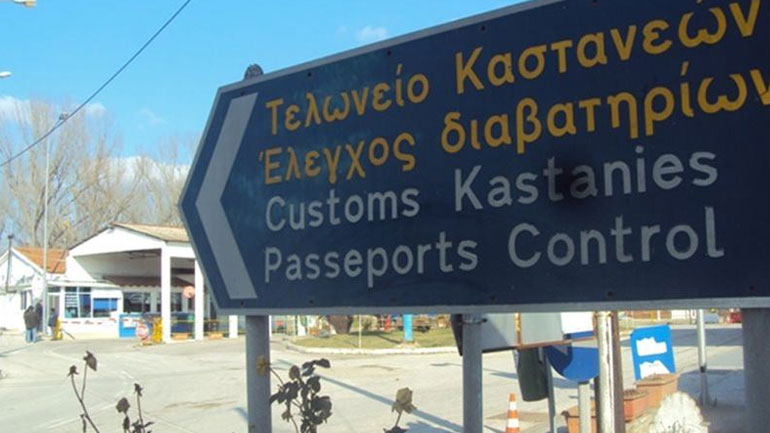 Τελωνείο Καστανεών
Έλεγχος διαβατηρίων
Customs Kastanies
Passeports Control